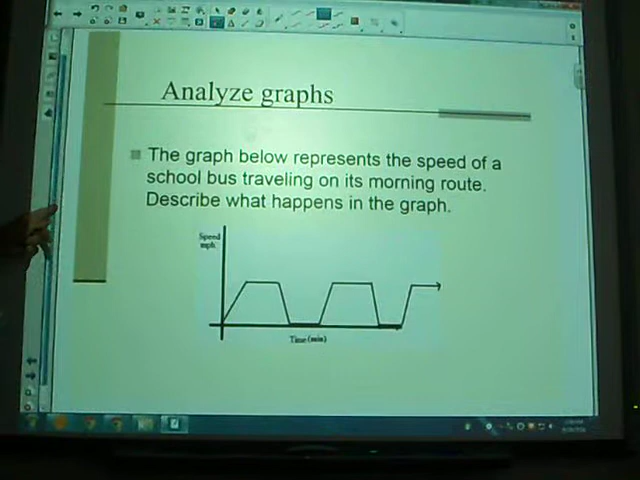 Analyze graphs
The graph below represents the speed of a
school bus traveling on its morning route.
Describe what happens in the graph.
Speed
mph
Time (min)